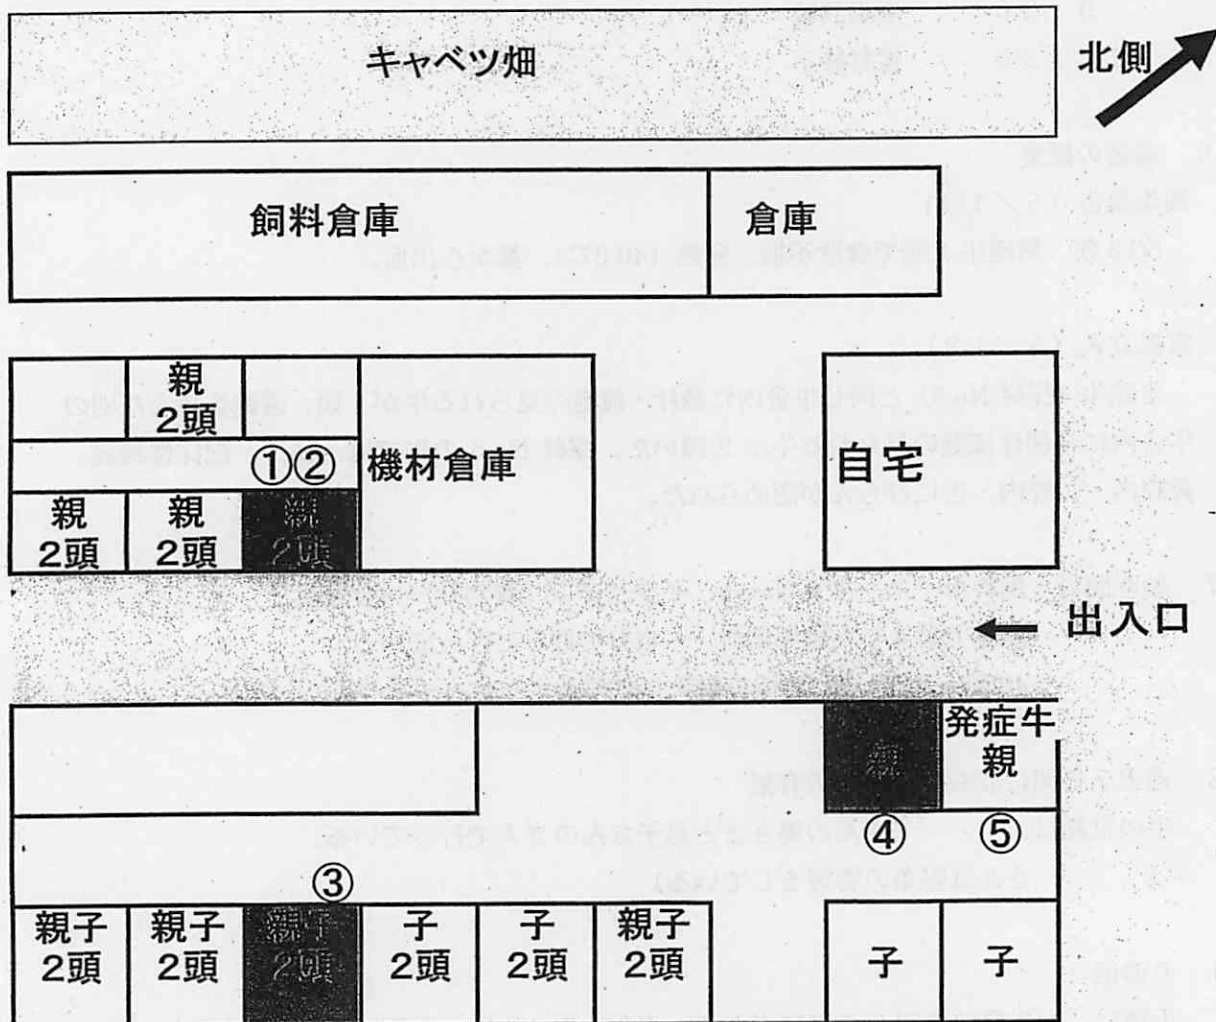 キャベツ畑
北側
飼料倉庫
倉庫
親
2頭
①②
機材倉庫
自宅
親
2頭
親
2頭
親
2頭
出入口
発症牛
親
親
④
⑤
③
親子
2頭
親子
2頭
親子
2頭
子
2頭
子
2頭
親子
2頭
子
子